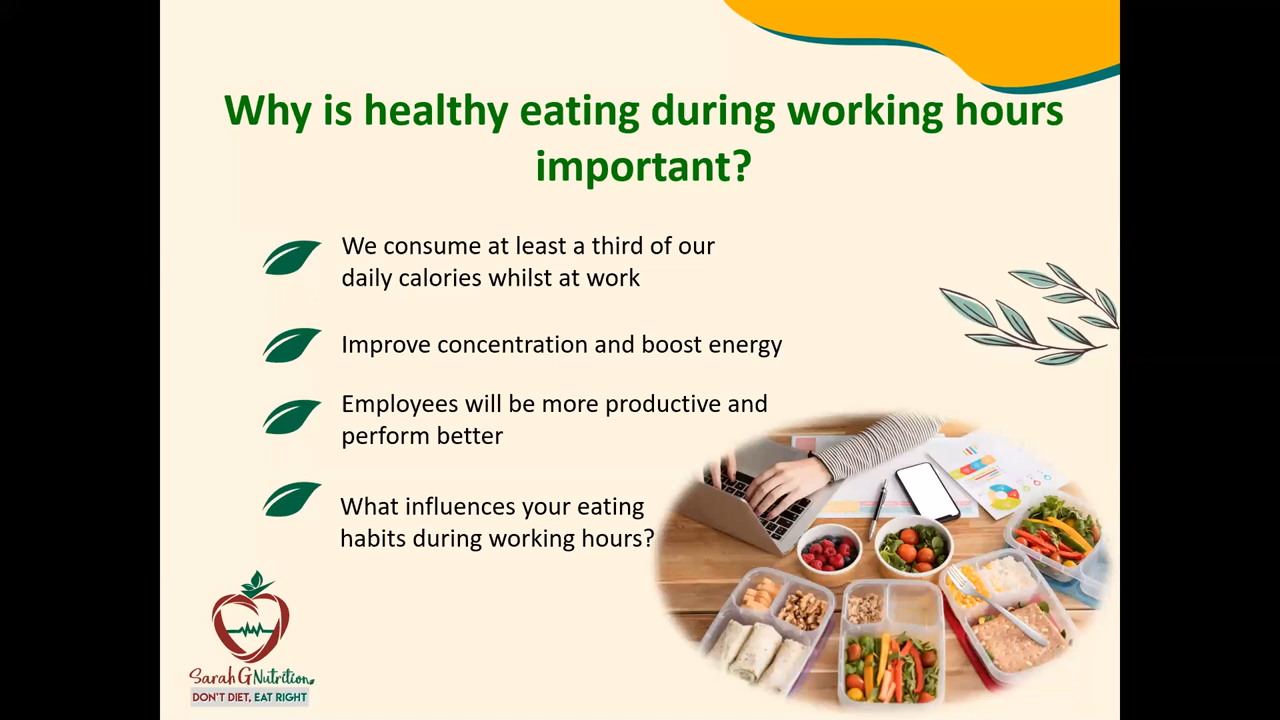 Why is healthy eating during working hours
important?
We consume at least a third of our
daily calories whilst at work
Improve concentration and boost energy
Employees will be more productive and
perform better
What influences your eating
habits during working hours?
Sarah G Nutrition
DON'T DIET, EAT RIGHT